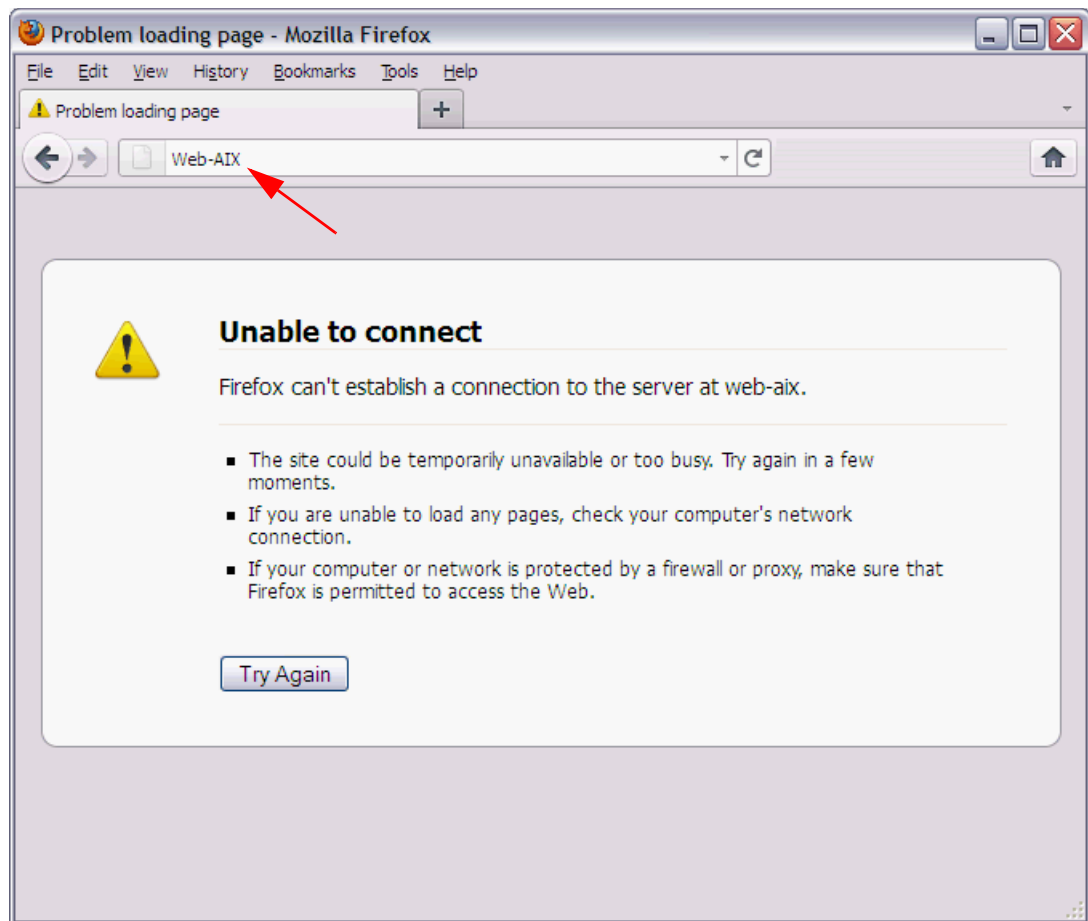 Problem loading page - Mozilla Firefox
File Edit View History Bookmarks Tools Help
Problem loading page
Web-AIX
Unable to connect
Firefox can't establish a connection to the server at web-aix.
The site could be temporarily unavailable or too busy. Try again in a few
moments.
If you are unable to load any pages, check your computer's network
connection.
If your computer or network is protected by a firewall or proxy, make sure that
Firefox is permitted to access the Web.
Try Again